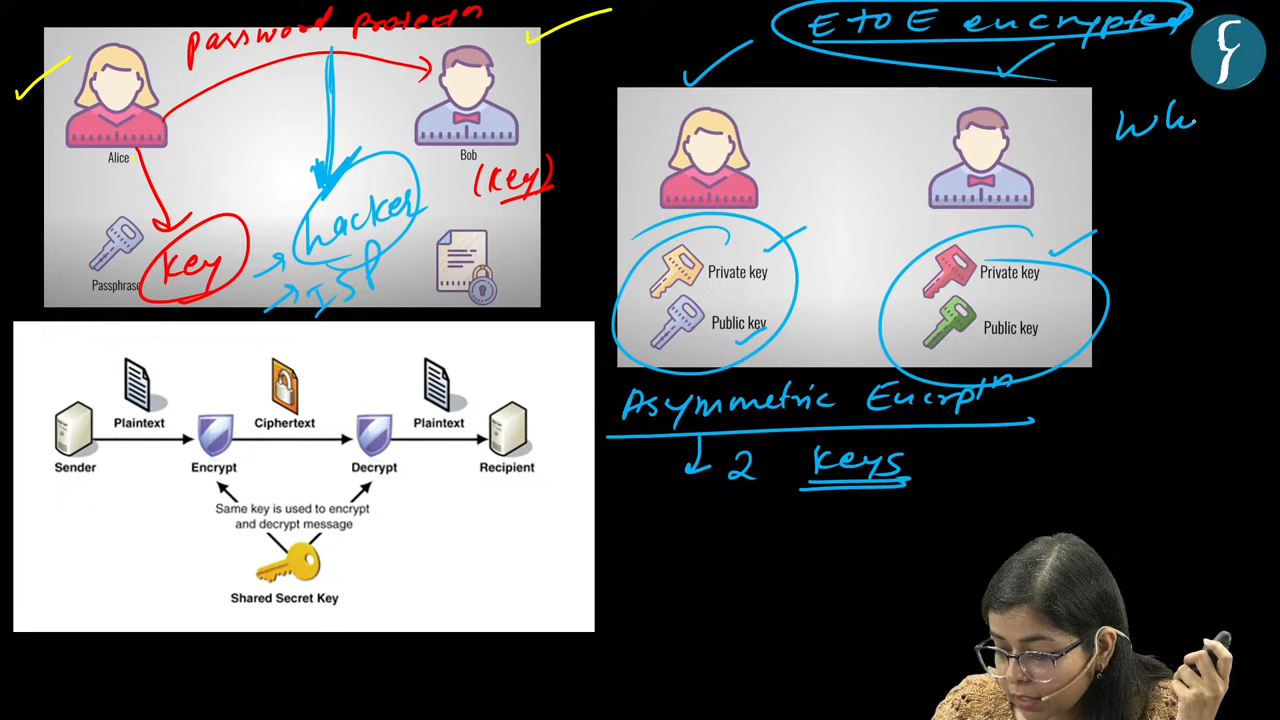 Password Protectn
Alice
Bob
(key)
Passphrase
key
hacker
ISP
Plaintext
Ciphertext
Plaintext
Sender
Encrypt
Decrypt
Recipient
Same key is used to encrypt
and decrypt message
Shared Secret Key
E to E encrypted
Wh
Private key
Public key
Private key
Public key
Asymmetric Encrptn
2 keys